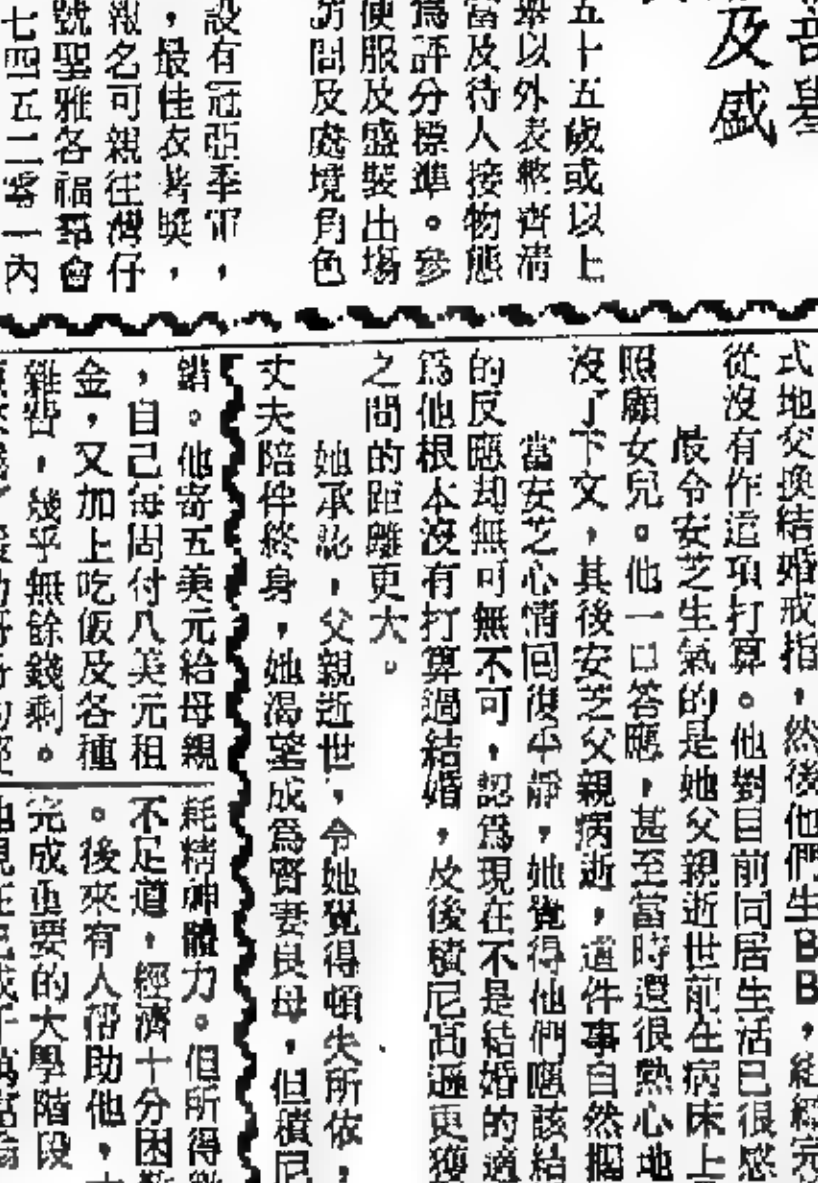 及盛
五十五歲或以上
以外表整齊清
當及待人接物態
爲評分標準。參
便服及盛裝出場
訪問及處境角色
設有冠亞季軍，
，最佳衣著獎，
報名可親往灣仔
號聖雅各福羣會
七四五二零一內
式地交換結婚戒指，然後他們生BB，組織完
從沒有作這項打算。他對目前同居生活已很感
最令安芝生氣的是她父親逝世前在病床上
照顧女兒。他一口答應，甚至當時還很熱心地
沒了下文，其後安芝父親病逝，這件事自然擱
當安芝心情回復平靜，她覺得他們應該結
的反應却無可無不可，認爲現在不是結婚的適
爲他根本沒有打算過結婚，及後積尼高遜更獲
之間的距離更大。
她承認，父親逝世，令她覺得頓失所依，
丈夫陪伴終身，她渴望成爲賢妻良母，但積尼
錯。他寄五美元給母親
，自己每周付八美元租
金，又加上吃飯及各種
雜費，幾乎無餘錢剩。
耗精神體力。但所得
不足道，經濟十分困
。後來有人帮助他，
完成重要的大學階段